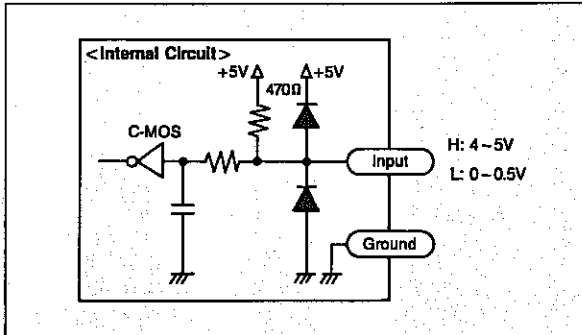 <Internal Circuit>
+5V +5V
470Ω
C-MOS
Input
H: 4~5V
L: 0~0.5V
Ground